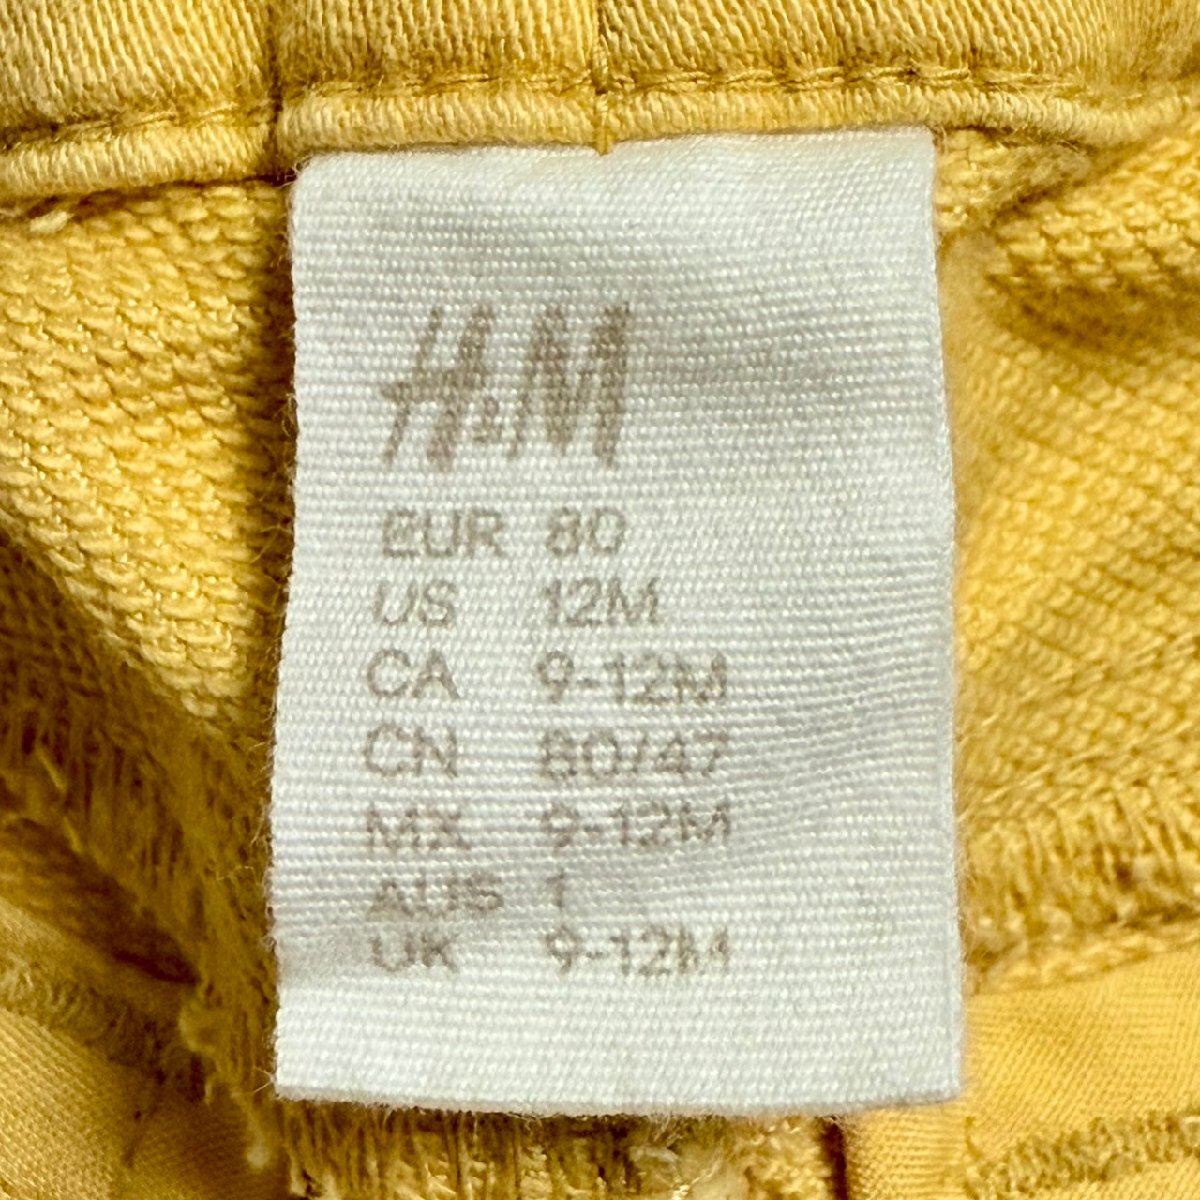 H&M
EUR 80
US 12M
CA 9-12M
CN 80/47
MX 9-12M
AUS 1
UK 9-12M